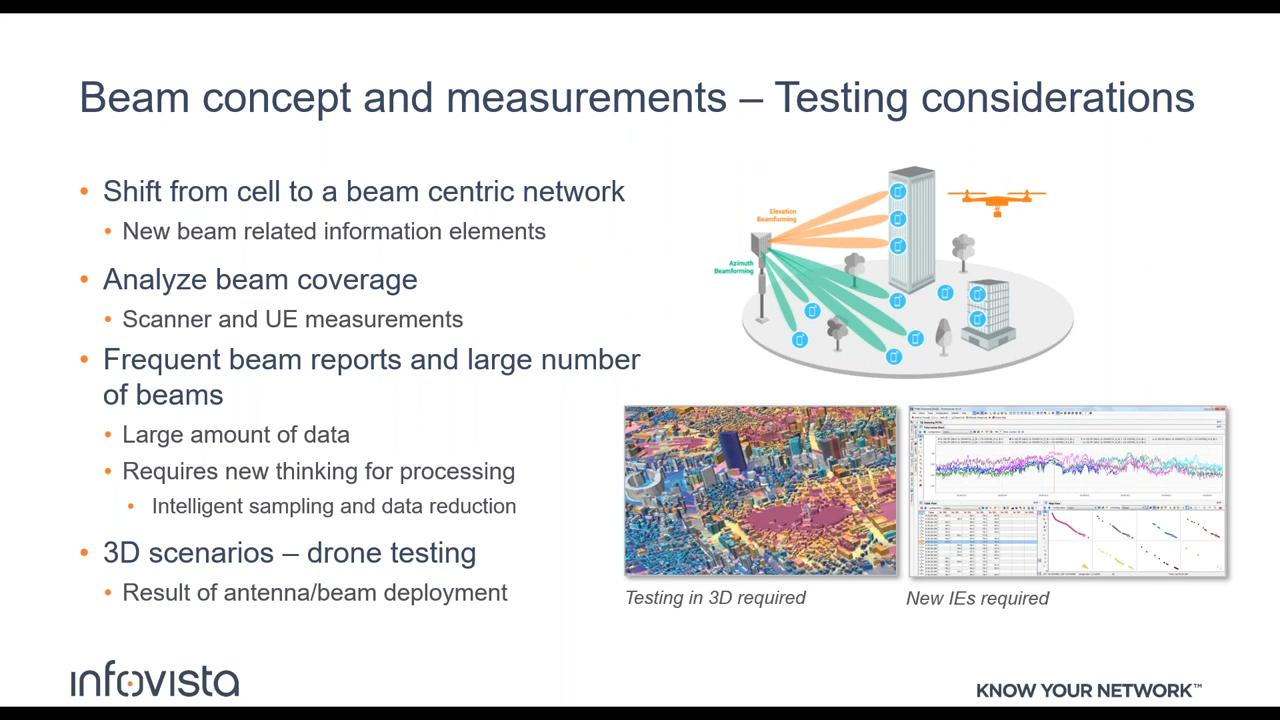 Beam concept and measurements – Testing considerations
• Shift from cell to a beam centric network
• New beam related information elements
• Analyze beam coverage
• Scanner and UE measurements
• Frequent beam reports and large number
of beams
• Large amount of data
• Requires new thinking for processing
• Intelligent sampling and data reduction
• 3D scenarios – drone testing
• Result of antenna/beam deployment
Elevation
Beamforming
Azimuth
Beamforming
Testing in 3D required
New IEs required
infovista
KNOW YOUR NETWORK™